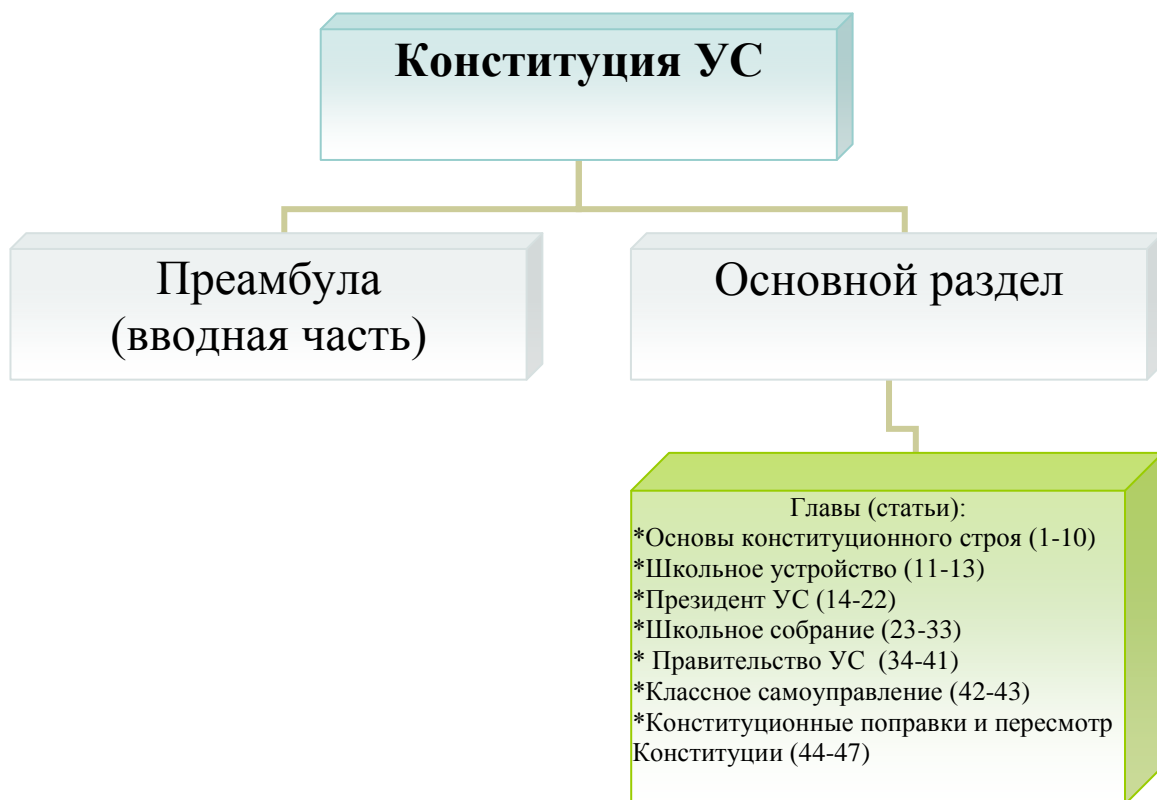 Конституция УС
Преамбула
(вводная часть)
Основной раздел
Главы (статьи):
*Основы конституционного строя (1-10)
*Школьное устройство (11-13)
*Президент УС (14-22)
*Школьное собрание (23-33)
* Правительство УС  (34-41)
*Классное самоуправление (42-43)
*Конституционные поправки и пересмотр
Конституции (44-47)